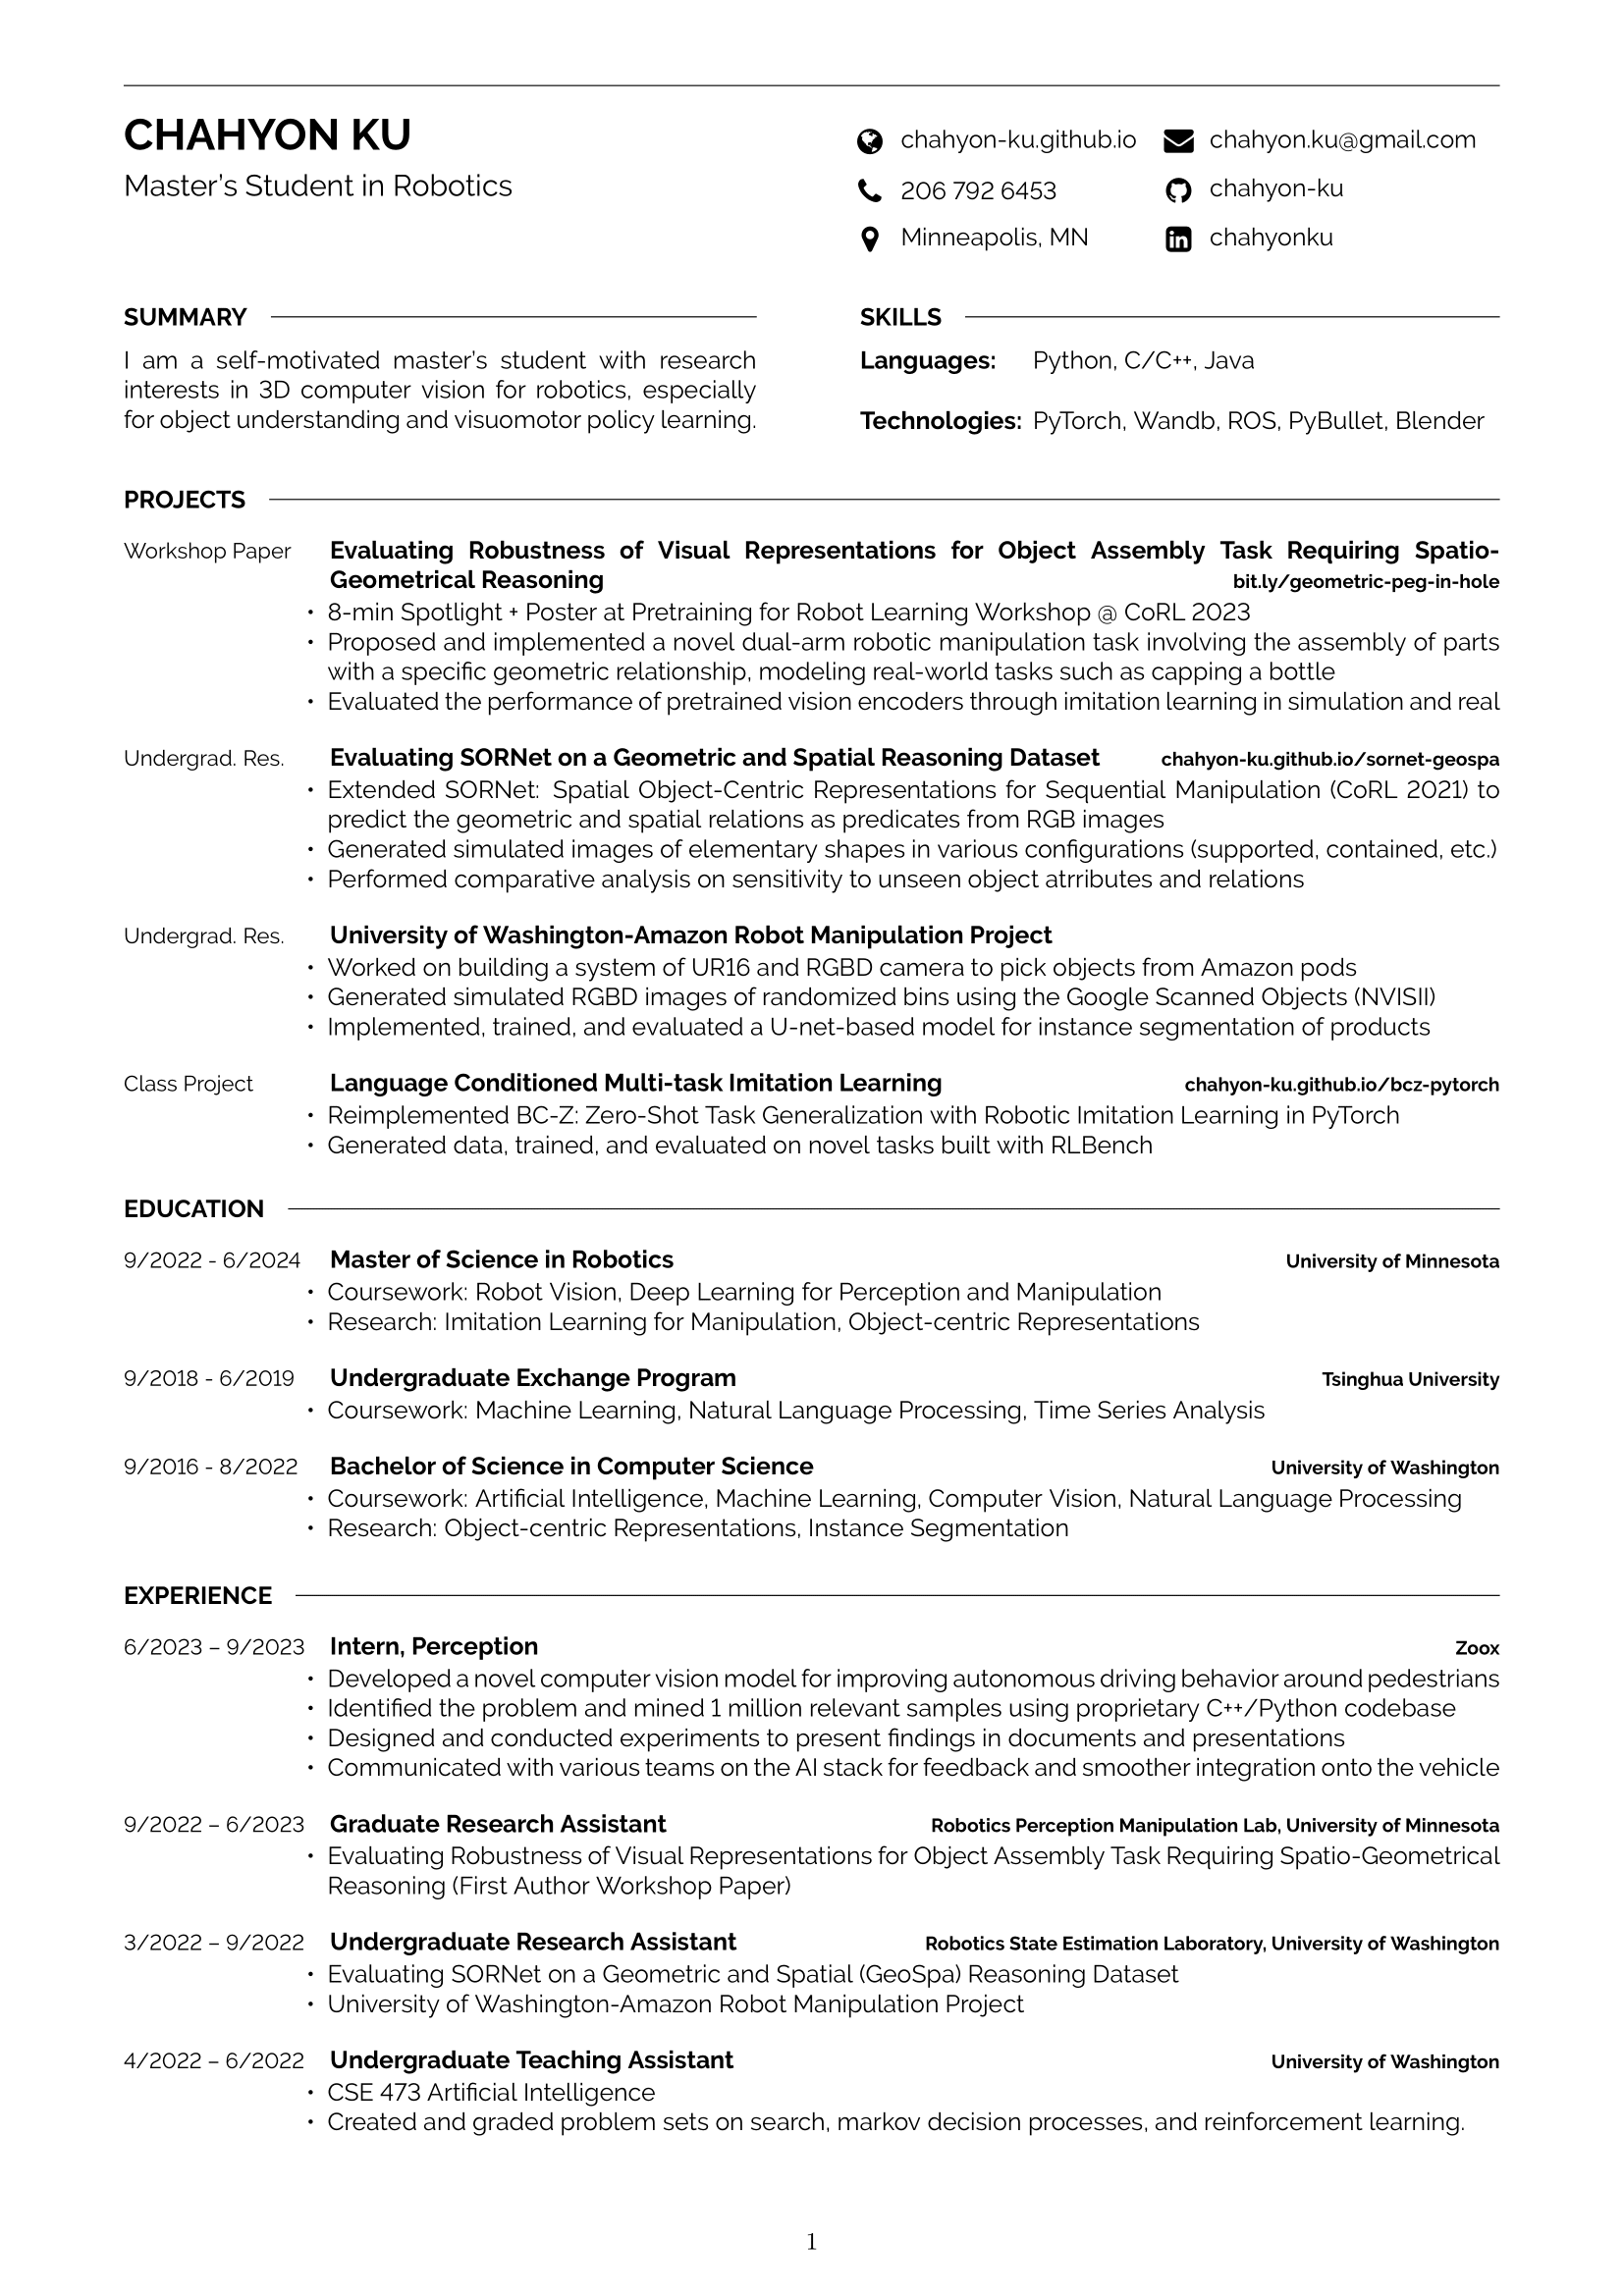 CHAHYON KU
Master's Student in Robotics
chahyon-ku.github.io chahyon.ku@gmail.com
206 792 6453 chahyon-ku
Minneapolis, MN chahyonku
SUMMARY
I am a self-motivated master's student with research
interests in 3D computer vision for robotics, especially
for object understanding and visuomotor policy learning.
SKILLS
Languages: Python, C/C++, Java
Technologies: PyTorch, Wandb, ROS, PyBullet, Blender
PROJECTS
Workshop Paper Evaluating Robustness of Visual Representations for Object Assembly Task Requiring Spatio-
Geometrical Reasoning bit.ly/geometric-peg-in-hole
• 8-min Spotlight + Poster at Pretraining for Robot Learning Workshop @ CoRL 2023
• Proposed and implemented a novel dual-arm robotic manipulation task involving the assembly of parts
with a specific geometric relationship, modeling real-world tasks such as capping a bottle
• Evaluated the performance of pretrained vision encoders through imitation learning in simulation and real
Undergrad. Res. Evaluating SORNet on a Geometric and Spatial Reasoning Dataset chahyon-ku.github.io/sornet-geospa
• Extended SORNet: Spatial Object-Centric Representations for Sequential Manipulation (CoRL 2021) to
predict the geometric and spatial relations as predicates from RGB images
• Generated simulated images of elementary shapes in various configurations (supported, contained, etc.)
• Performed comparative analysis on sensitivity to unseen object atrributes and relations
Undergrad. Res. University of Washington-Amazon Robot Manipulation Project
• Worked on building a system of UR16 and RGBD camera to pick objects from Amazon pods
• Generated simulated RGBD images of randomized bins using the Google Scanned Objects (NVISII)
• Implemented, trained, and evaluated a U-net-based model for instance segmentation of products
Class Project Language Conditioned Multi-task Imitation Learning chahyon-ku.github.io/bcz-pytorch
• Reimplemented BC-Z: Zero-Shot Task Generalization with Robotic Imitation Learning in PyTorch
• Generated data, trained, and evaluated on novel tasks built with RLBench
EDUCATION
9/2022 - 6/2024 Master of Science in Robotics University of Minnesota
• Coursework: Robot Vision, Deep Learning for Perception and Manipulation
• Research: Imitation Learning for Manipulation, Object-centric Representations
9/2018 - 6/2019 Undergraduate Exchange Program Tsinghua University
• Coursework: Machine Learning, Natural Language Processing, Time Series Analysis
9/2016 - 8/2022 Bachelor of Science in Computer Science University of Washington
• Coursework: Artificial Intelligence, Machine Learning, Computer Vision, Natural Language Processing
• Research: Object-centric Representations, Instance Segmentation
EXPERIENCE
6/2023 – 9/2023 Intern, Perception Zoox
• Developed a novel computer vision model for improving autonomous driving behavior around pedestrians
• Identified the problem and mined 1 million relevant samples using proprietary C++/Python codebase
• Designed and conducted experiments to present findings in documents and presentations
• Communicated with various teams on the AI stack for feedback and smoother integration onto the vehicle
9/2022 – 6/2023 Graduate Research Assistant Robotics Perception Manipulation Lab, University of Minnesota
• Evaluating Robustness of Visual Representations for Object Assembly Task Requiring Spatio-Geometrical
Reasoning (First Author Workshop Paper)
3/2022 – 9/2022 Undergraduate Research Assistant Robotics State Estimation Laboratory, University of Washington
• Evaluating SORNet on a Geometric and Spatial (GeoSpa) Reasoning Dataset
• University of Washington-Amazon Robot Manipulation Project
4/2022 – 6/2022 Undergraduate Teaching Assistant University of Washington
• CSE 473 Artificial Intelligence
• Created and graded problem sets on search, markov decision processes, and reinforcement learning.
1